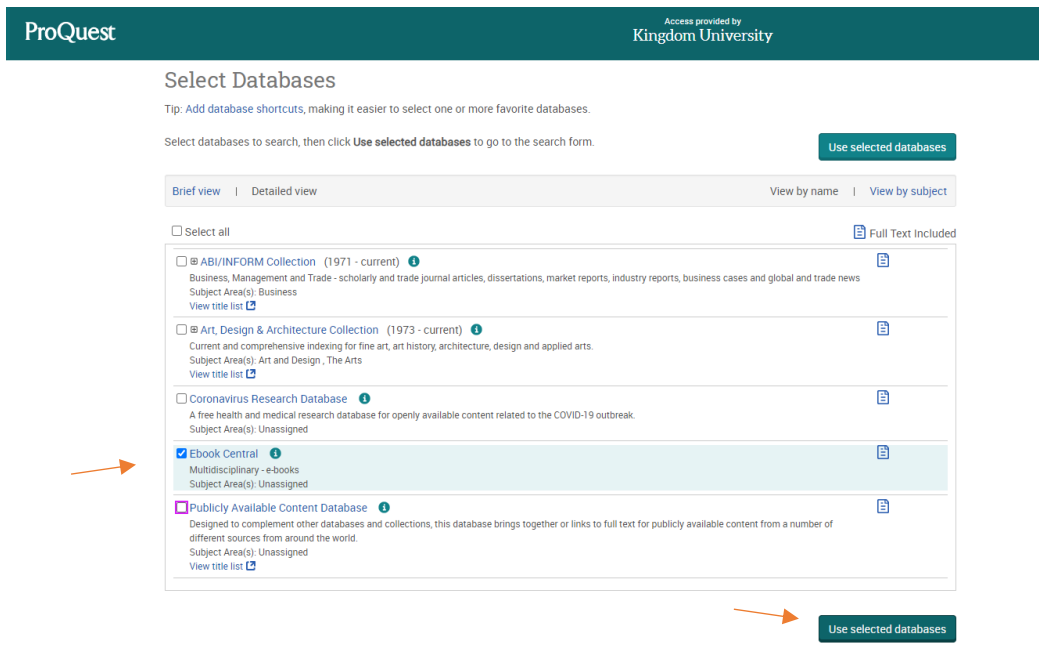 ProQuest
Access provided by
Kingdom University
Select Databases
Tip: Add database shortcuts, making it easier to select one or more favorite databases.
Select databases to search, then click Use selected databases to go to the search form.
Use selected databases
Brief view | Detailed view
View by name | View by subject
Select all
Full Text Included
ABI/INFORM Collection (1971 - current)
Business, Management and Trade - scholarly and trade journal articles, dissertations, market reports, industry reports, business cases and global and trade news
Subject Area(s): Business
View title list
Art, Design & Architecture Collection (1973 - current)
Current and comprehensive indexing for fine art, art history, architecture, design and applied arts.
Subject Area(s): Art and Design , The Arts
View title list
Coronavirus Research Database
A free health and medical research database for openly available content related to the COVID-19 outbreak.
Subject Area(s): Unassigned
Ebook Central
Multidisciplinary - e-books
Subject Area(s): Unassigned
Publicly Available Content Database
Designed to complement other databases and collections, this database brings together or links to full text for publicly available content from a number of
different sources from around the world.
Subject Area(s): Unassigned
View title list
Use selected databases